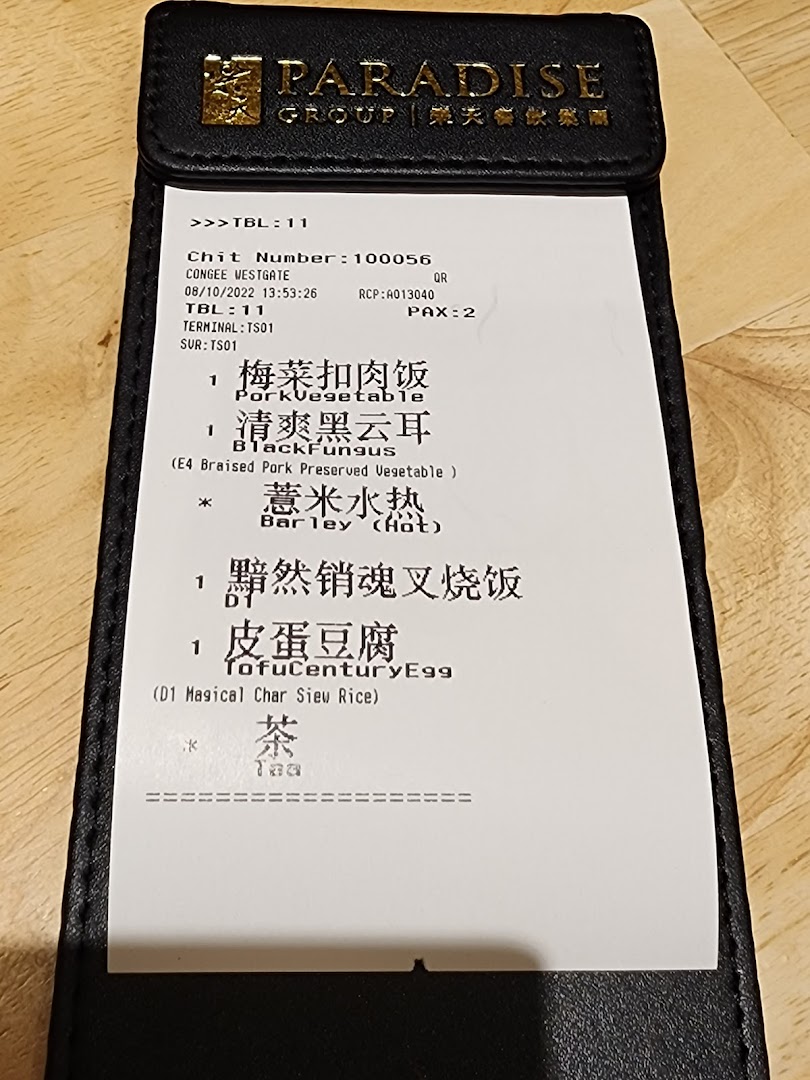 PARADISE
GROUP | 樂天餐飲集團
>>>TBL:11
Chit Number:100056
CONGEE WESTGATE QR
08/10/2022 13:53:26 RCP:A013040
TBL:11 PAX:2
TERMINAL:TS01
SVR:TS01
1 梅菜扣肉饭
PorkVegetable
1 清爽黑云耳
BlackFungus
(E4 Braised Pork Preserved Vegetable )
* 薏米水热
Barley (Hot)
1 黯然销魂叉烧饭
D1
1 皮蛋豆腐
TofuCenturyEgg
(D1 Magical Char Siew Rice)
* 茶
Tea
====================